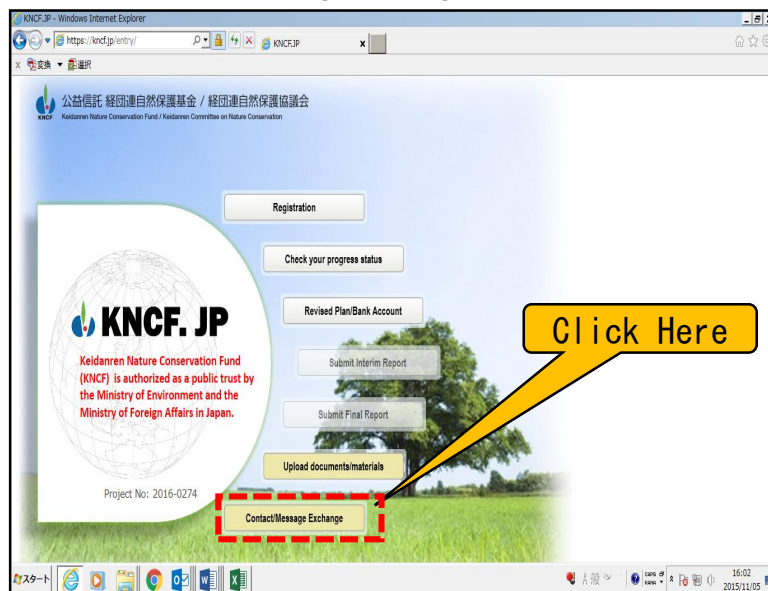 KNCF.JP - Windows Internet Explorer
https://kncf.jp/entry/
KNCF.JP
x
x 変換 ▼ 選択
公益信託 経団連自然保護基金 / 経団連自然保護協議会
KNCF
Keidanren Nature Conservation Fund / Keidanren Committee on Nature Conservation
Registration
Check your progress status
Revised Plan/Bank Account
Click Here
KNCF. JP
Submit Interim Report
Keidanren Nature Conservation Fund
(KNCF) is authorized as a public trust by
the Ministry of Environment and the
Ministry of Foreign Affairs in Japan.
Submit Final Report
Upload documents/materials
Project No: 2016-0274
Contact/Message Exchange
スタート
A 般
CAPS
KANA
16:02
2015/11/05